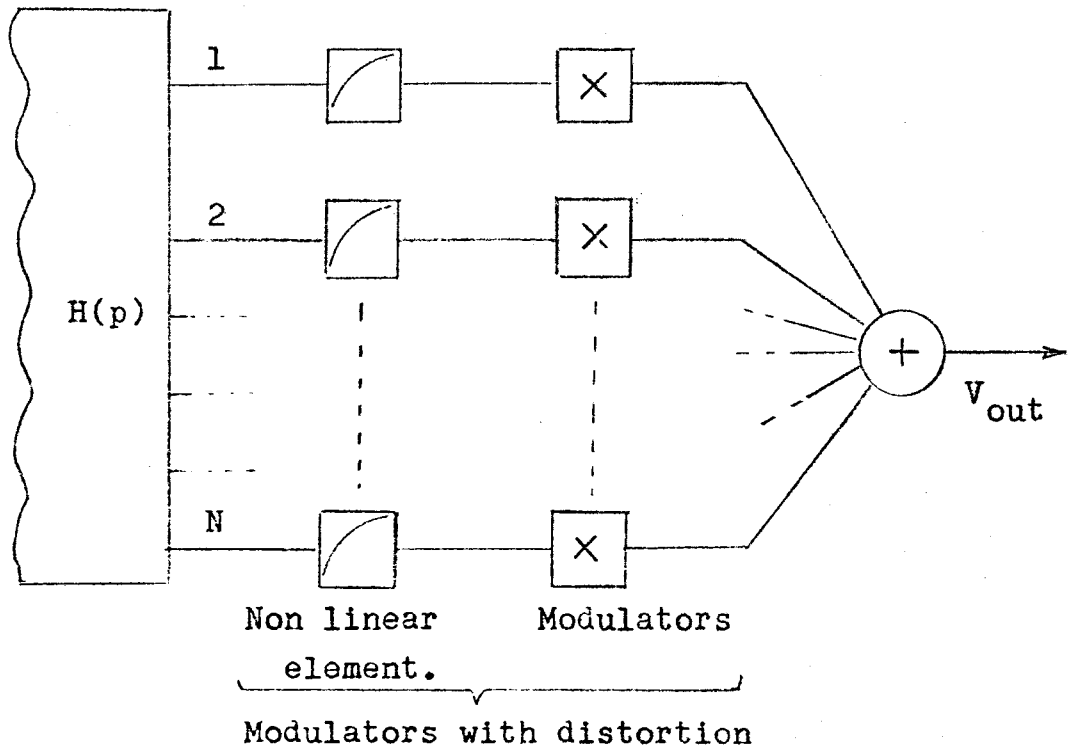 1
2
H(p)
+
V out
N
Non linear
element.
Modulators
Modulators with distortion